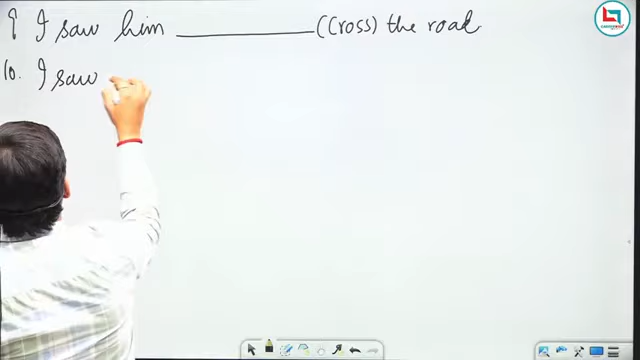 9 I saw him __________ (Cross) the road
10. I saw